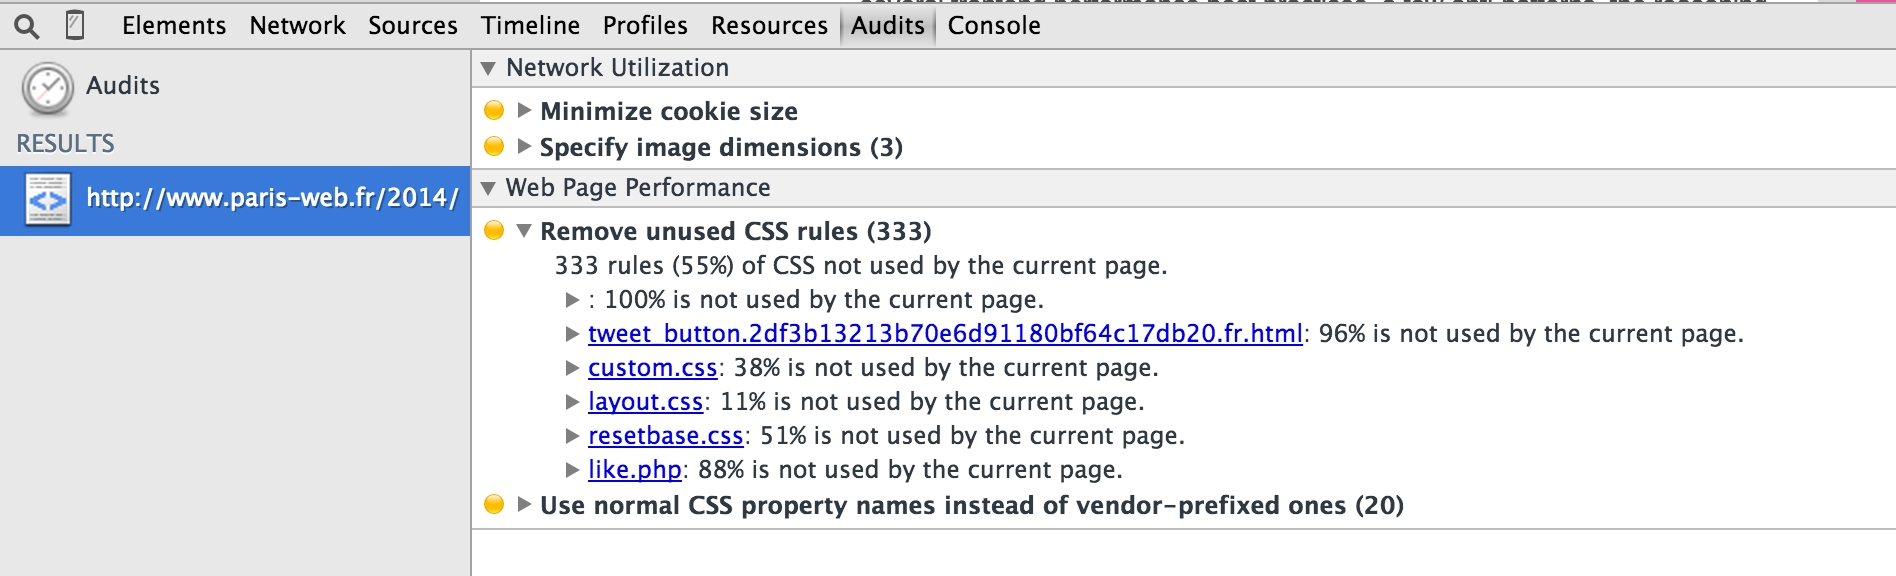 Elements Network Sources Timeline Profiles Resources Audits Console
Audits
RESULTS
http://www.paris-web.fr/2014/
Network Utilization
Minimize cookie size
Specify image dimensions (3)
Web Page Performance
Remove unused CSS rules (333)
333 rules (55%) of CSS not used by the current page.
: 100% is not used by the current page.
tweet_button.2df3b13213b70e6d91180bf64c17db20.fr.html: 96% is not used by the current page.
custom.css: 38% is not used by the current page.
layout.css: 11% is not used by the current page.
resetbase.css: 51% is not used by the current page.
like.php: 88% is not used by the current page.
Use normal CSS property names instead of vendor-prefixed ones (20)